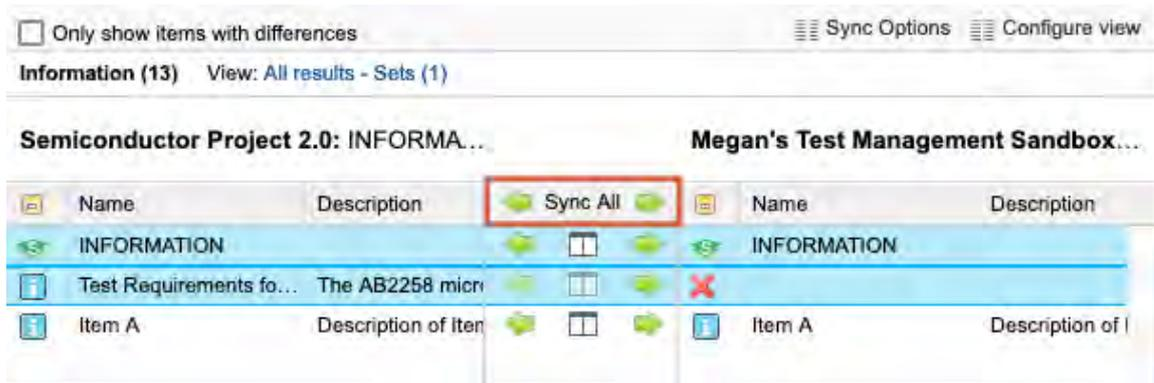 Only show items with differences
Sync Options Configure view
Information (13) View: All results - Sets (1)
Semiconductor Project 2.0: INFORMA... Megan's Test Management Sandbox...
Name Description Sync All Name Description
INFORMATION INFORMATION
Test Requirements fo... The AB2258 micr
Item A Description of Iten Item A Description of